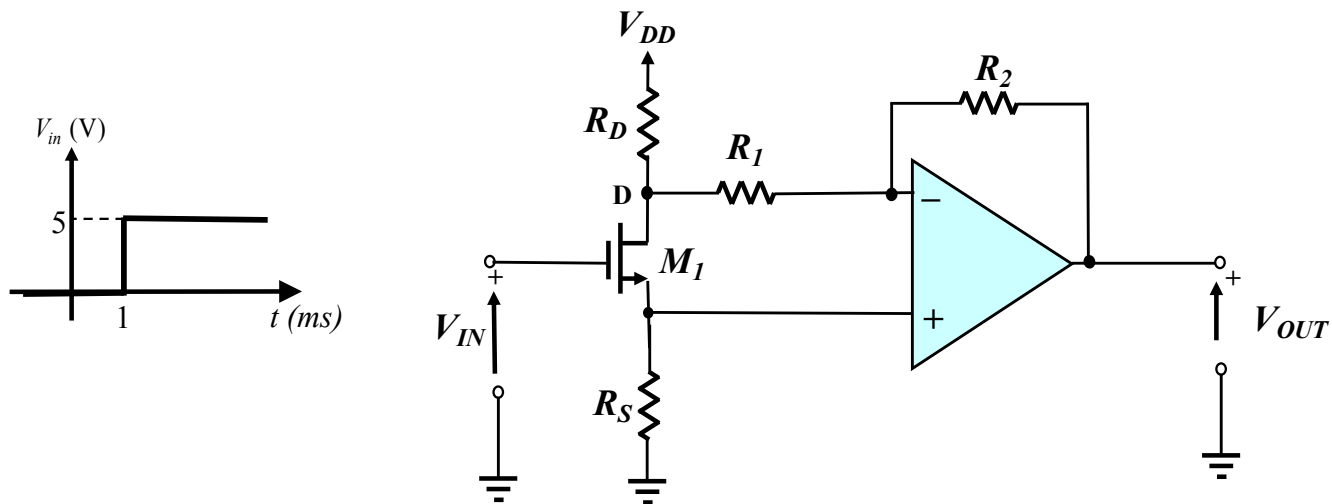 V_in (V)
5
1
t (ms)
V_DD
R_D
R_1
R_2
D
−
M_1
+
V_IN
+
R_S
+
V_OUT